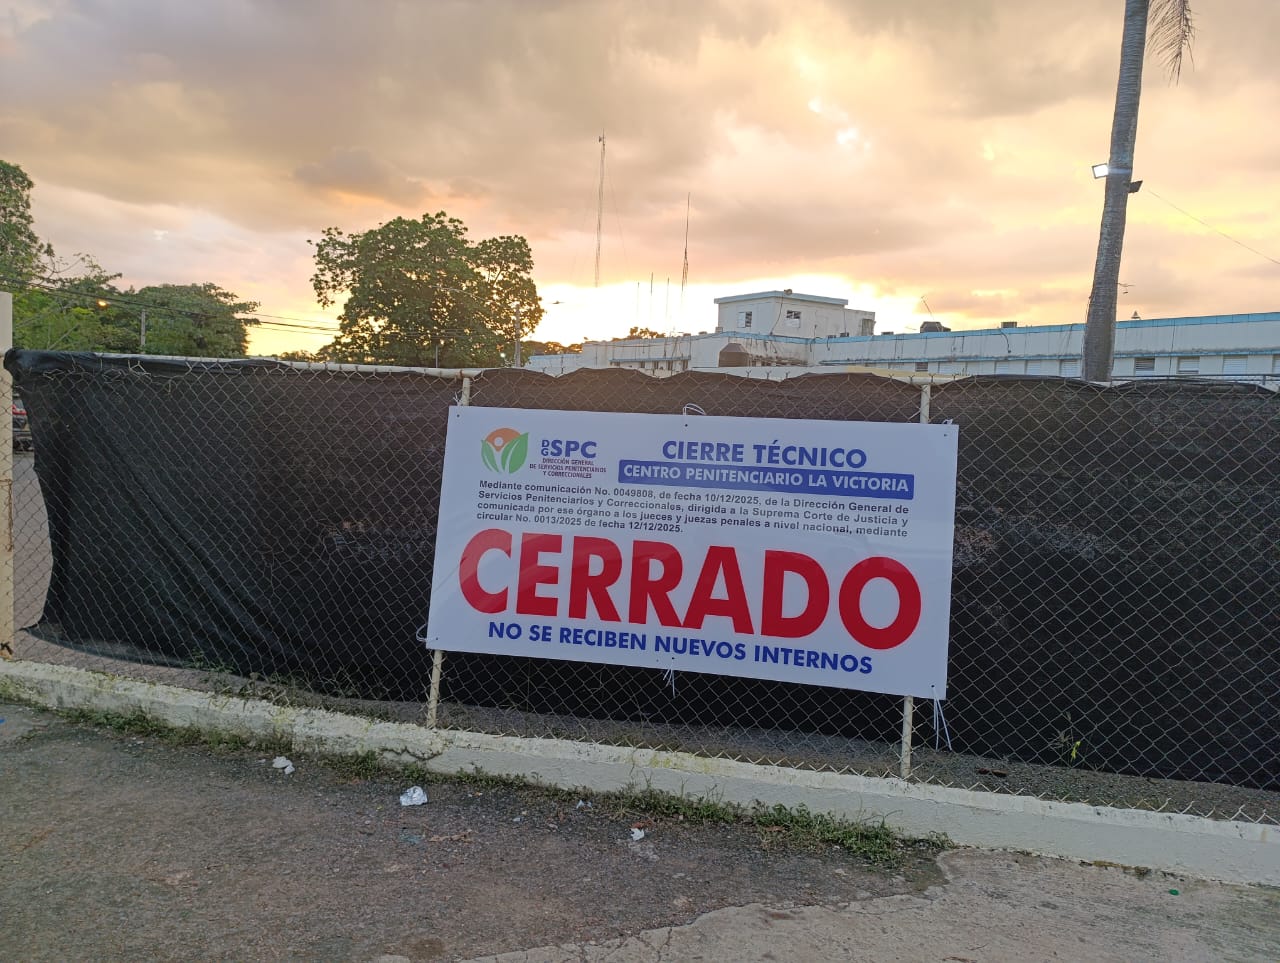 DGSPC
DIRECCIÓN GENERAL
DE SERVICIOS PENITENCIARIOS
Y CORRECCIONALES
CIERRE TÉCNICO
CENTRO PENITENCIARIO LA VICTORIA
Mediante comunicación No. 0049808, de fecha 10/12/2025, de la Dirección General de
Servicios Penitenciarios y Correccionales, dirigida a la Suprema Corte de Justicia y
comunicada por ese órgano a los jueces y juezas penales a nivel nacional, mediante
circular No. 0013/2025 de fecha 12/12/2025.
CERRADO
NO SE RECIBEN NUEVOS INTERNOS